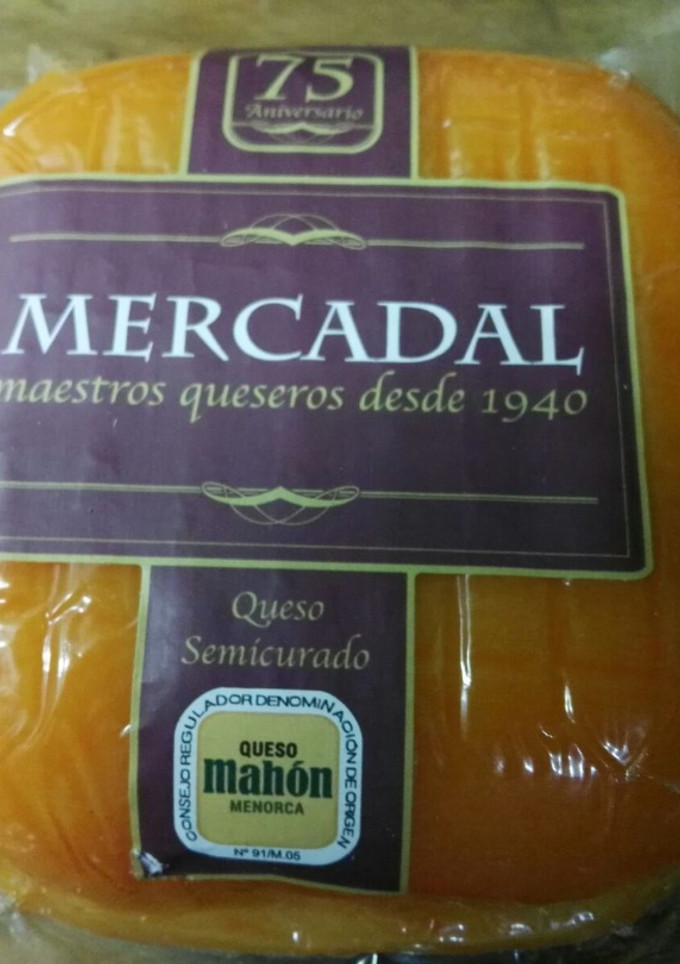 75
Aniversario
MERCADAL
maestros queseros desde 1940
Queso
Semicurado
CONSEJO REGULADOR DENOMINACIÓN DE ORIGEN
QUESO
Mahón
MENORCA
Nº 91/M.05